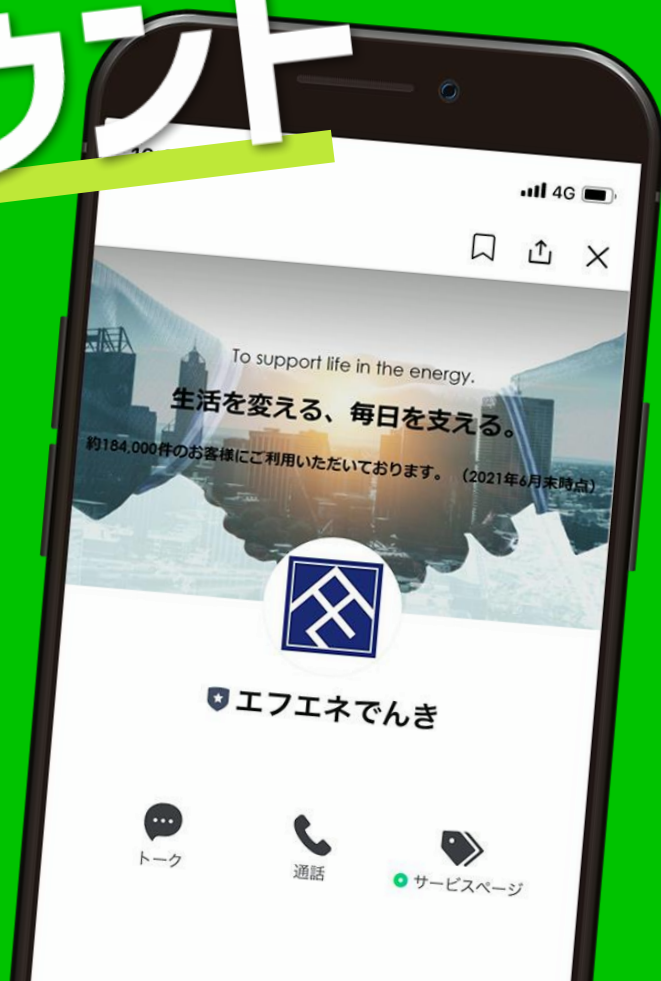 ウント
4G
To support life in the energy.
生活を変える、毎日を支える。
約184,000件のお客様にご利用いただいております。（2021年6月末時点）
エフエネでんき
トーク
通話
サービスページ